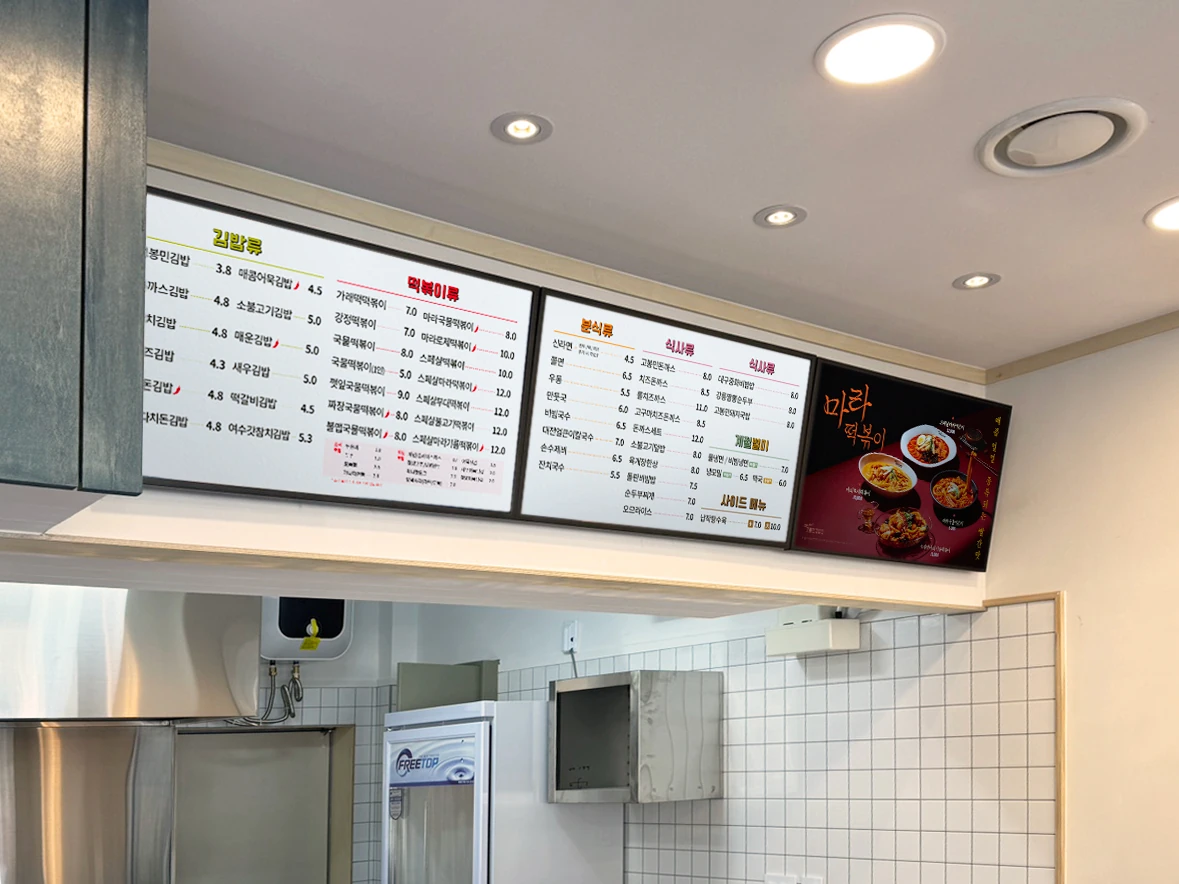 김밥류
봉민김밥 3.8 매콤어묵김밥 4.5
까스김밥 4.8 소불고기김밥 5.0
치김밥 4.8 매운김밥 5.0
즈김밥 4.3 새우김밥 5.0
돈김밥 4.8 떡갈비김밥 4.5
다치돈김밥 4.8 여수갓참치김밥 5.3
떡볶이류
가래떡떡볶이 7.0 마라국물떡볶이 8.0
강정떡볶이 7.0 마라로제떡볶이 10.0
국물떡볶이 8.0 스페셜떡볶이 10.0
국물떡볶이(2인) 5.0 스페셜마라떡볶이 12.0
깻잎국물떡볶이 9.0 스페셜부대떡볶이 12.0
짜장국물떡볶이 8.0 스페셜불고기떡볶이 12.0
불맵국물떡볶이 8.0 스페셜마라기름떡볶이 12.0
분식류
신라면 4.5
쫄면 6.5
우동 5.5
만둣국 6.0
비빔국수 6.5
대전얼큰이칼국수 7.0
손수제비 6.5
잔치국수 5.5
식사류
고봉민돈까스 8.0
치즈돈까스 8.5
롤치즈까스 11.0
고구마치즈돈까스 8.5
돈까스세트 12.0
소불고기덮밥 8.0
육개장한상 8.0
돌판비빔밥 7.5
순두부찌개 7.0
오므라이스 7.0
식사류
대구중화비빔밥 8.0
강릉짬뽕순두부 8.0
고봉민돼지국밥 8.0
계절별미
물냉면 / 비빔냉면 7.0
냉모밀 6.5 떡국 6.0
사이드 메뉴
납작탕수육 7.0 10.0
마라
떡볶이
FREETOP